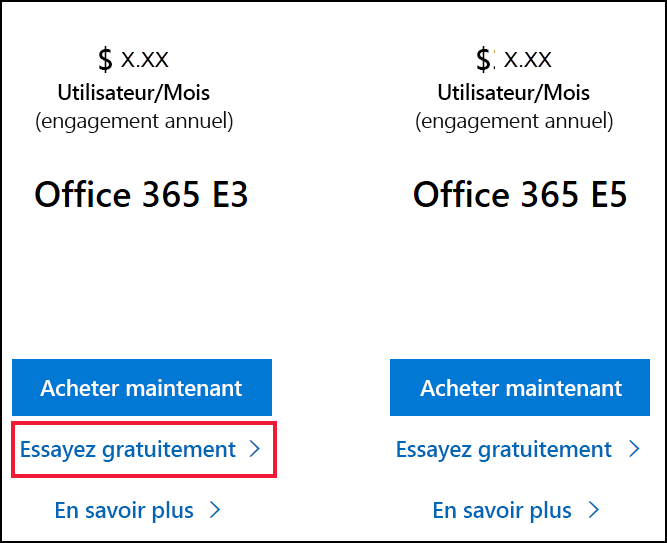 $ X.XX
Utilisateur/Mois
(engagement annuel)
Office 365 E3
Acheter maintenant
Essayez gratuitement >
En savoir plus >
$ X.XX
Utilisateur/Mois
(engagement annuel)
Office 365 E5
Acheter maintenant
Essayez gratuitement >
En savoir plus >